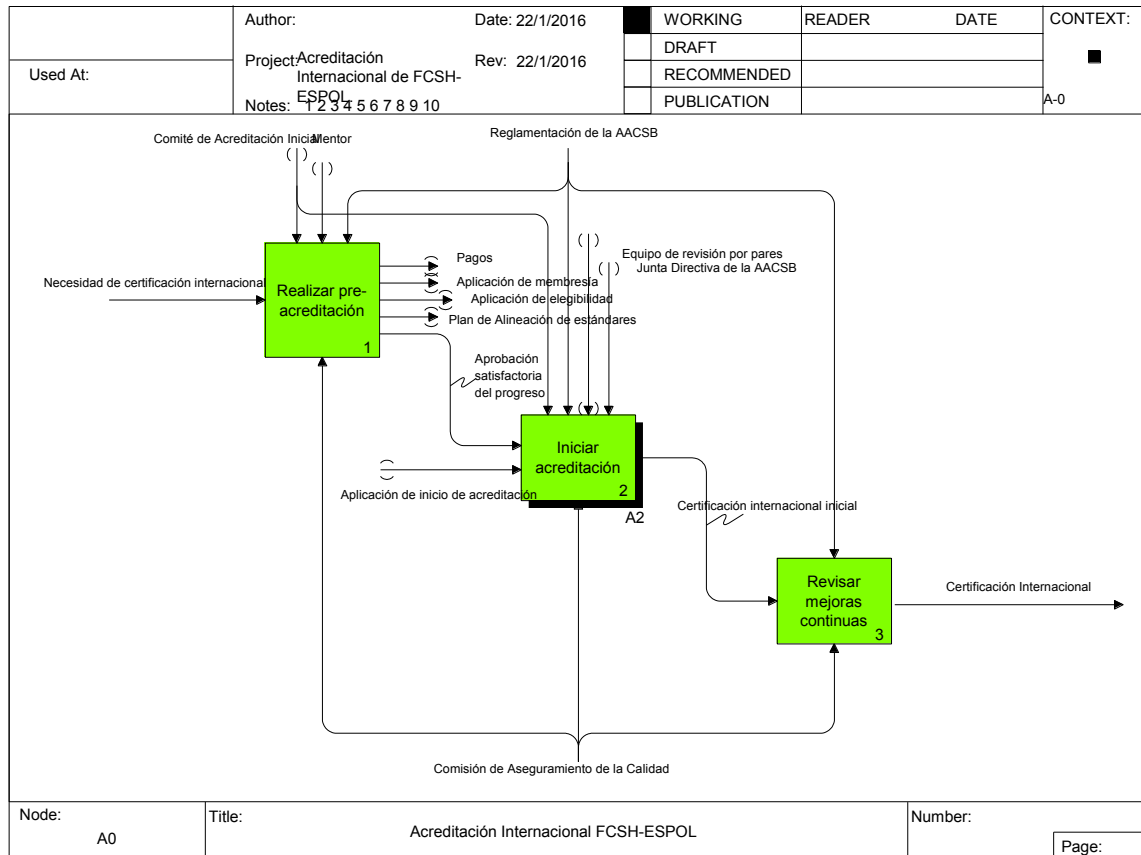 Used At:
Author:
Date: 22/1/2016
Project: Acreditación
Internacional de FCSH-
ESPOL
Rev: 22/1/2016
Notes: 1 2 3 4 5 6 7 8 9 10
WORKING
DRAFT
RECOMMENDED
PUBLICATION
READER
DATE
CONTEXT:
A-0
Comité de Acreditación Inicial
Mentor
Reglamentación de la AACSB
Equipo de revisión por pares
Junta Directiva de la AACSB
Necesidad de certificación internacional
Realizar pre-
acreditación
1
Pagos
Aplicación de membresía
Aplicación de elegibilidad
Plan de Alineación de estándares
Aprobación
satisfactoria
del progreso
Iniciar
acreditación
2
A2
Aplicación de inicio de acreditación
Certificación internacional inicial
Revisar
mejoras
continuas
3
Certificación Internacional
Comisión de Aseguramiento de la Calidad
Node:
A0
Title:
Acreditación Internacional FCSH-ESPOL
Number:
Page: